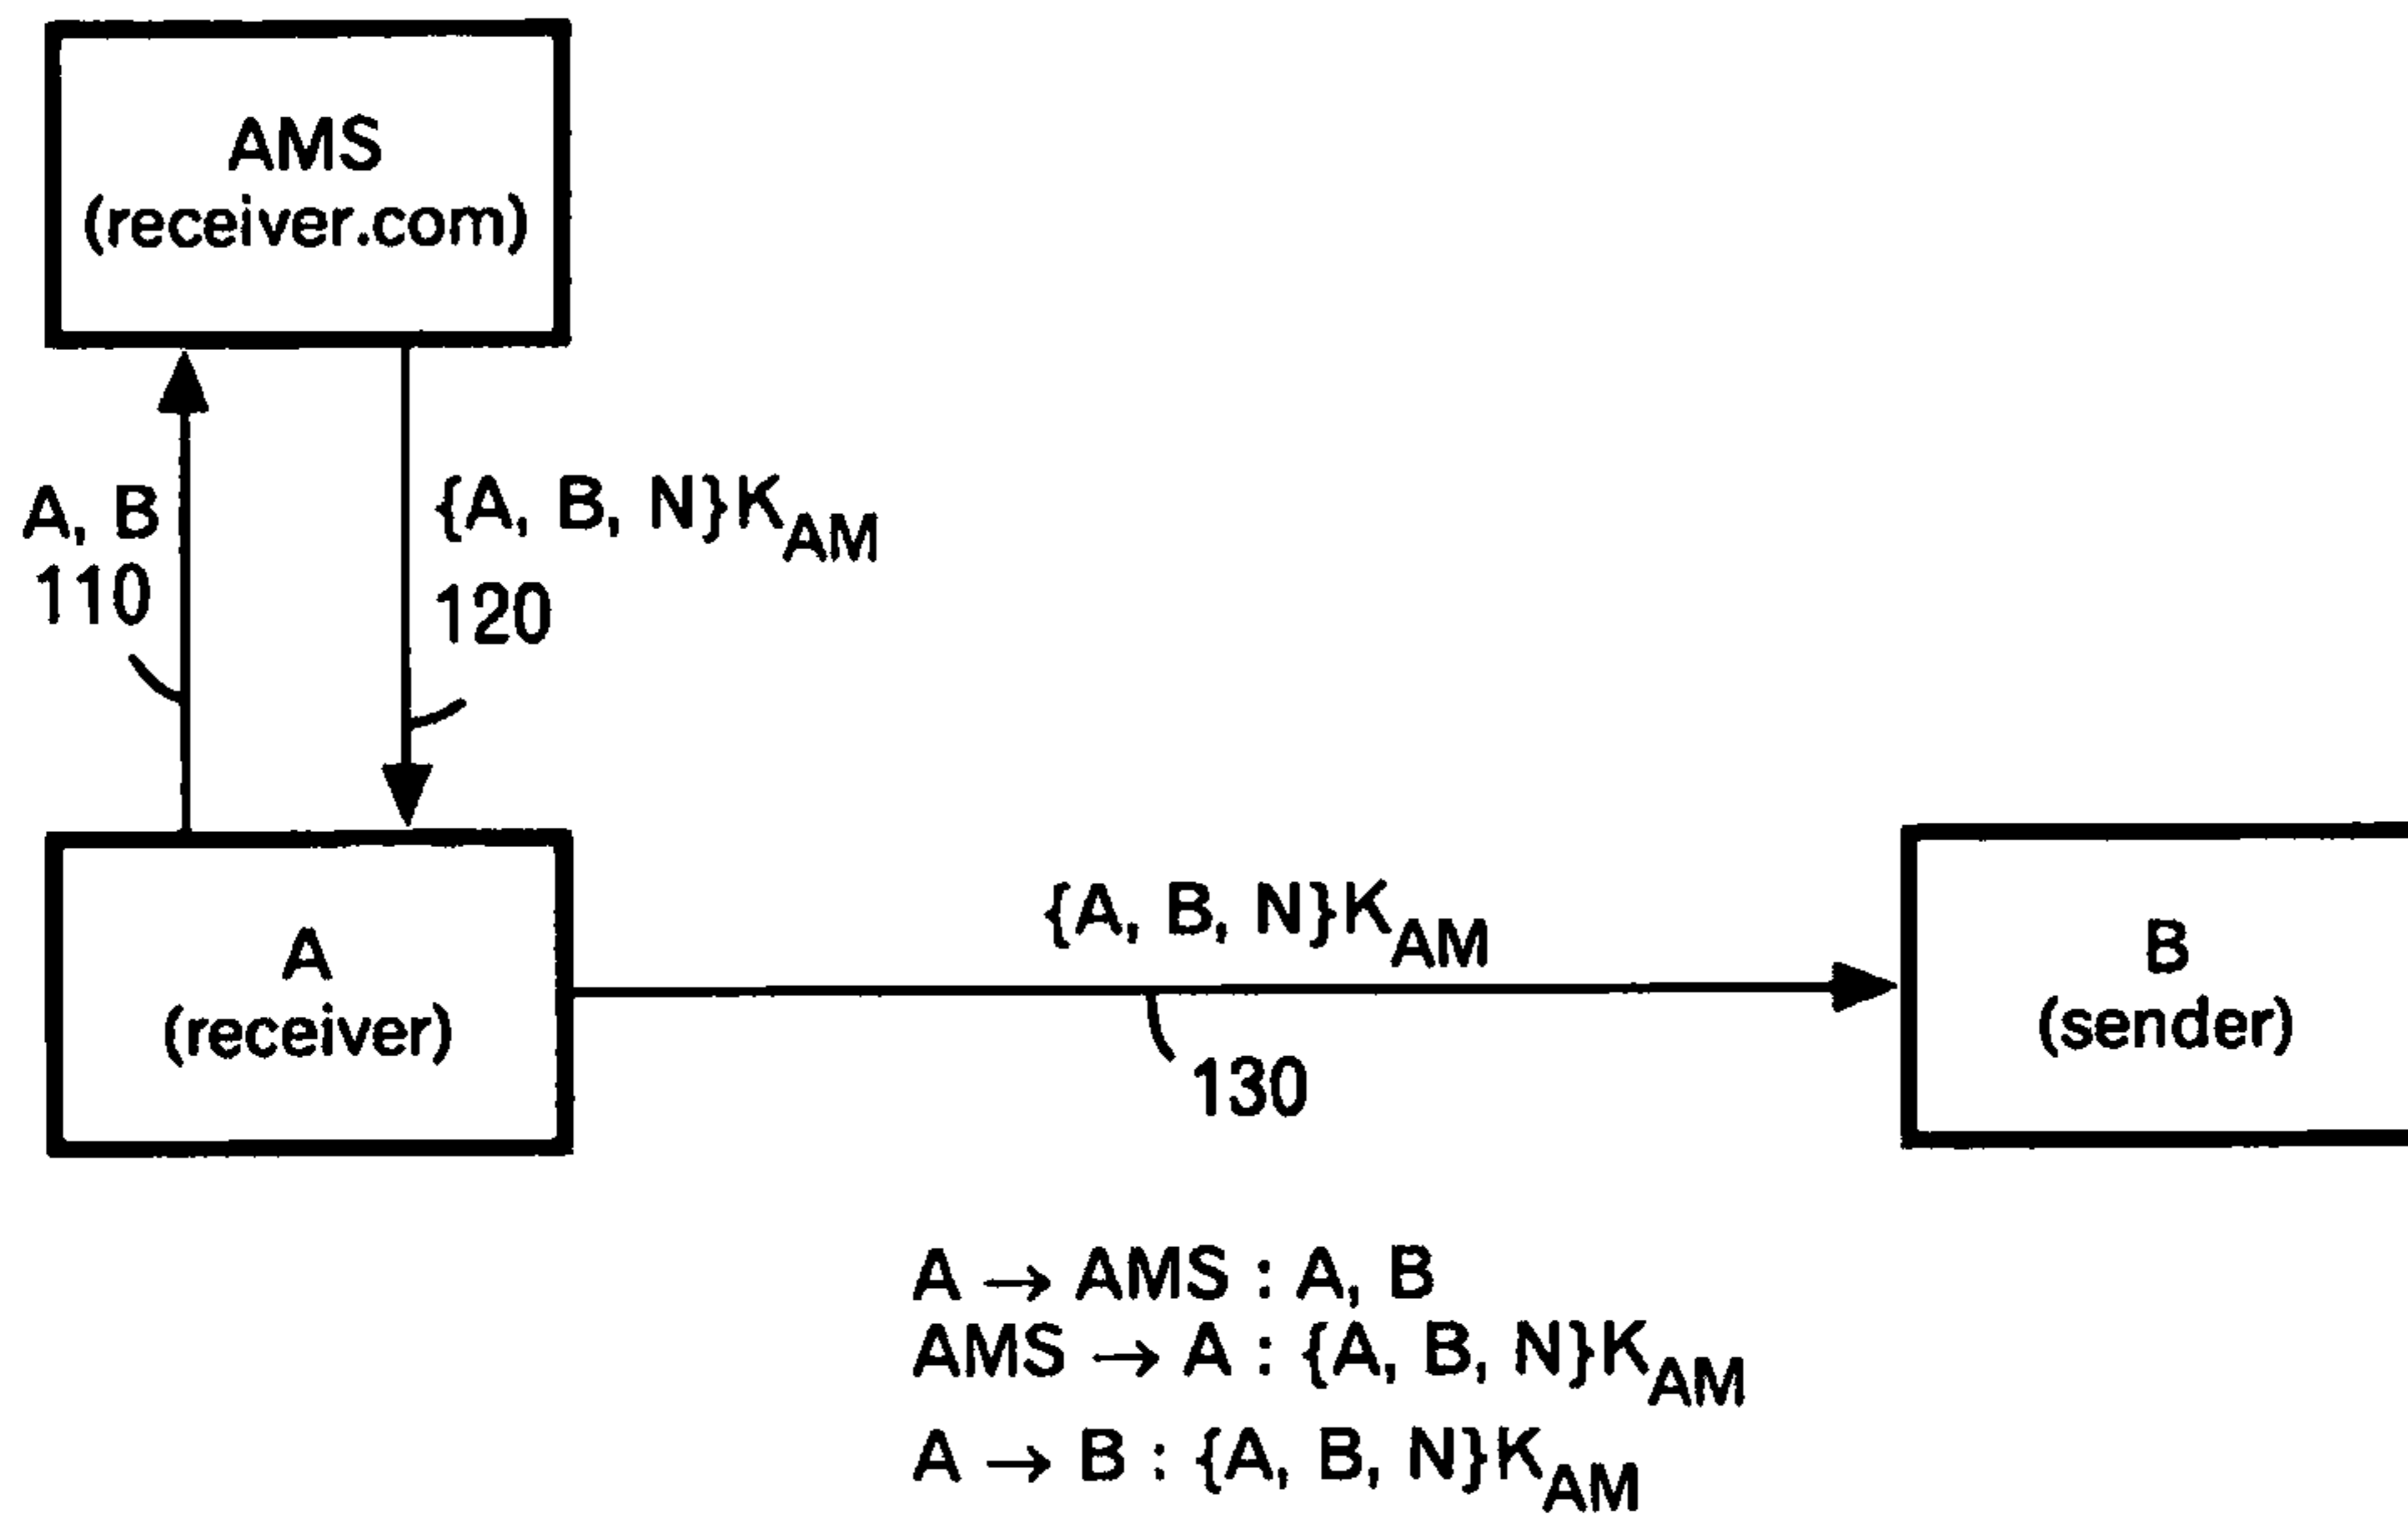 AMS
(receiver.com)
A, B
110
{A, B, N}K_AM
120
A
(receiver)
{A, B, N}K_AM
130
B
(sender)
A → AMS : A, B
AMS → A : {A, B, N}K_AM
A → B : {A, B, N}K_AM